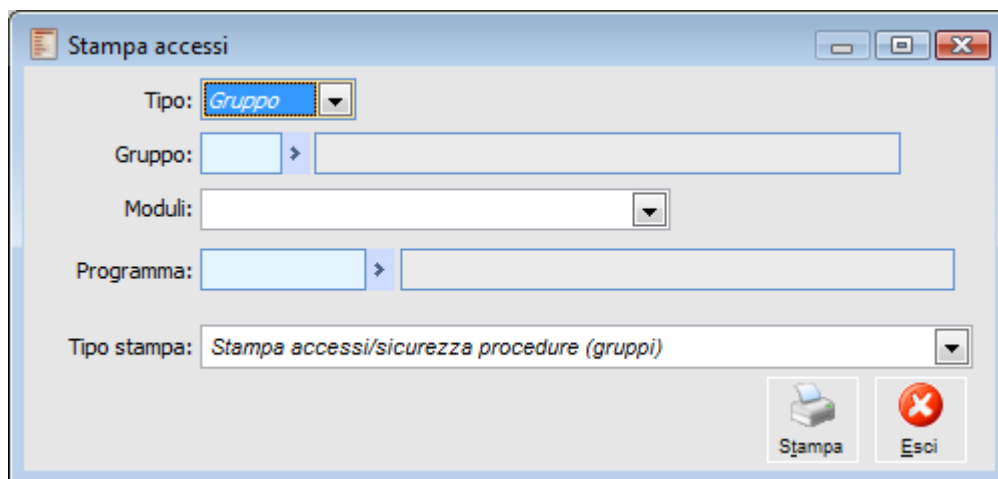 Stampa accessi
Tipo: Gruppo
Gruppo:
Moduli:
Programma:
Tipo stampa: Stampa accessi/sicurezza procedure (gruppi)
Stampa Esci